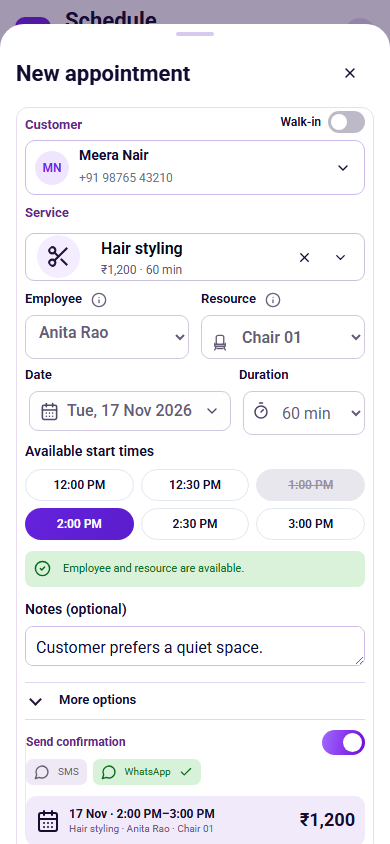 Schedule
New appointment
Customer
Walk-in
MN
Meera Nair
+91 98765 43210
Service
Hair styling
₹1,200 · 60 min
Employee
Resource
Anita Rao
Chair 01
Date
Duration
Tue, 17 Nov 2026
60 min
Available start times
12:00 PM
12:30 PM
1:00 PM
2:00 PM
2:30 PM
3:00 PM
Employee and resource are available.
Notes (optional)
Customer prefers a quiet space.
More options
Send confirmation
SMS
WhatsApp
17 Nov · 2:00 PM–3:00 PM
Hair styling · Anita Rao · Chair 01
₹1,200